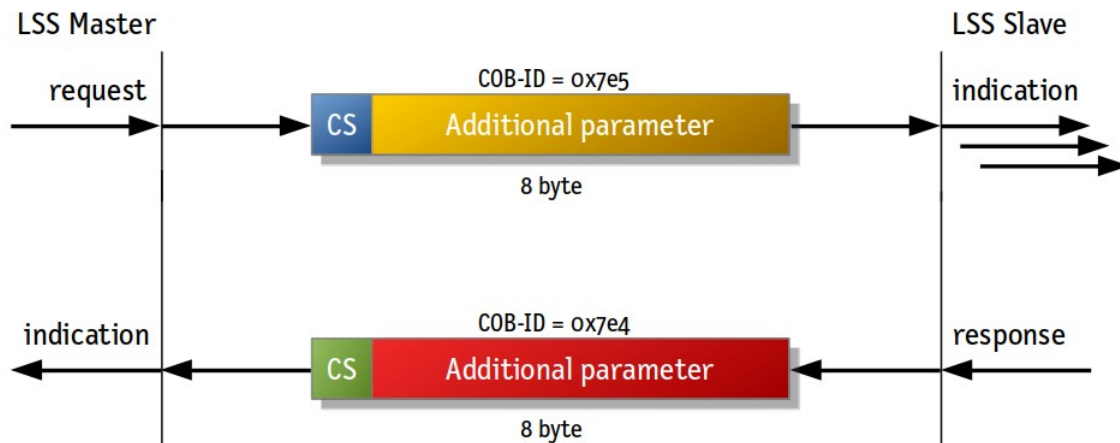 LSS Master
LSS Slave
COB-ID = 0x7e5
request
indication
CS
Additional parameter
8 byte
COB-ID = 0x7e4
indication
response
CS
Additional parameter
8 byte